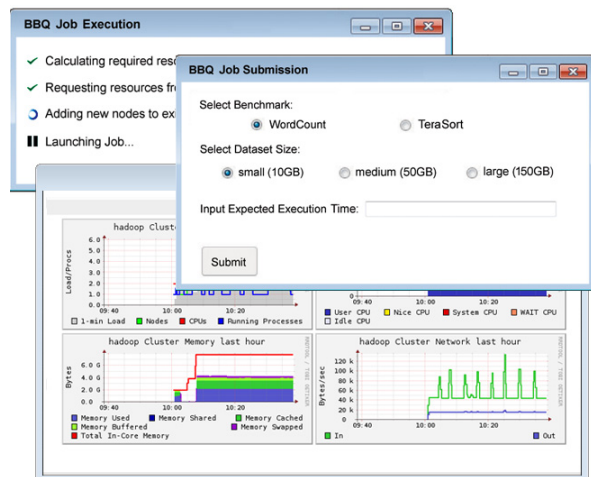 BBQ Job Execution
Calculating required
Requesting resources
Adding new nodes to
Launching Job...
BBQ Job Submission
Select Benchmark:
WordCount TeraSort
Select Dataset Size:
small (10GB) medium (50GB) large (150GB)
Input Expected Execution Time:
Submit
hadoop
Load/Procs
6.0
5.0
4.0
3.0
2.0
1.0
0.0
09:40 10:00 10:20
1-min Load Nodes CPUs Running Processes
0
09:40 10:00 10:20
User CPU Nice CPU System CPU WAIT CPU
Idle CPU
hadoop Cluster Memory last hour
Bytes
6.0 G
4.0 G
2.0 G
0.0
09:40 10:00 10:20
Memory Used Memory Shared Memory Cached
Memory Buffered Memory Swapped
Total In-Core Memory
RRDTOOL / TOBI OETIKER
hadoop Cluster Network last hour
Bytes/sec
120 k
100 k
80 k
60 k
40 k
20 k
0
09:40 10:00 10:20
In Out
RRDTOOL / TOBI OETIKER